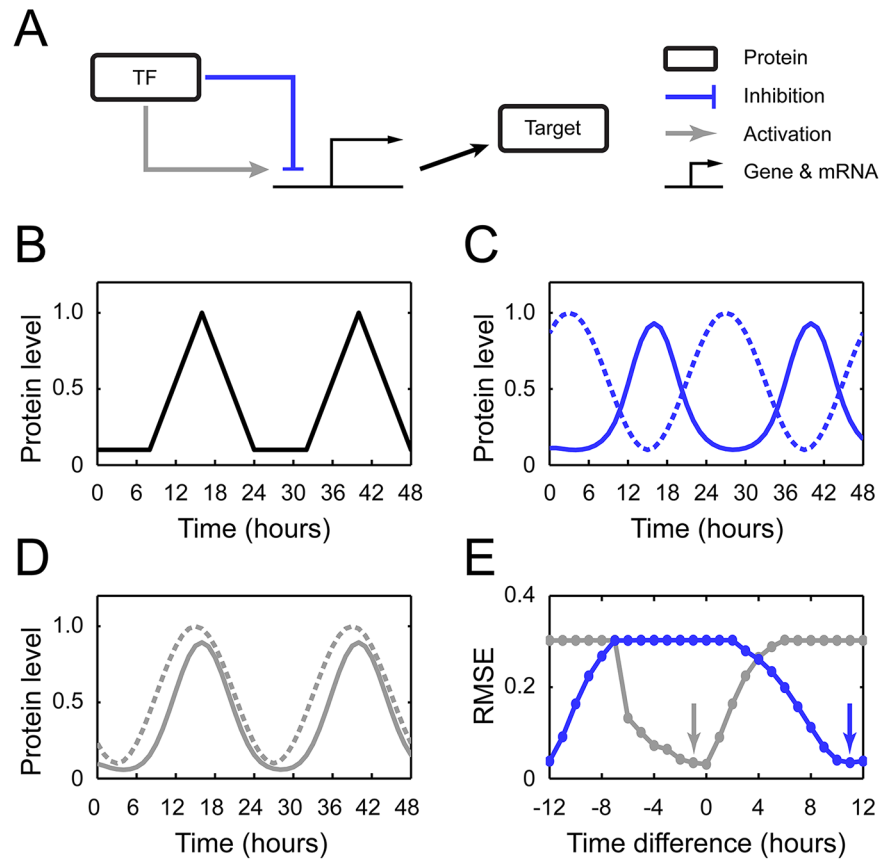 A
TF
Target
Protein
Inhibition
Activation
Gene & mRNA
B
Protein level
1.0
0.5
0
0 6 12 18 24 30 36 42 48
Time (hours)
C
Protein level
1.0
0.5
0
0 6 12 18 24 30 36 42 48
Time (hours)
D
Protein level
1.0
0.5
0
0 6 12 18 24 30 36 42 48
Time (hours)
E
RMSE
0.4
0.2
0
-12 -8 -4 0 4 8 12
Time difference (hours)